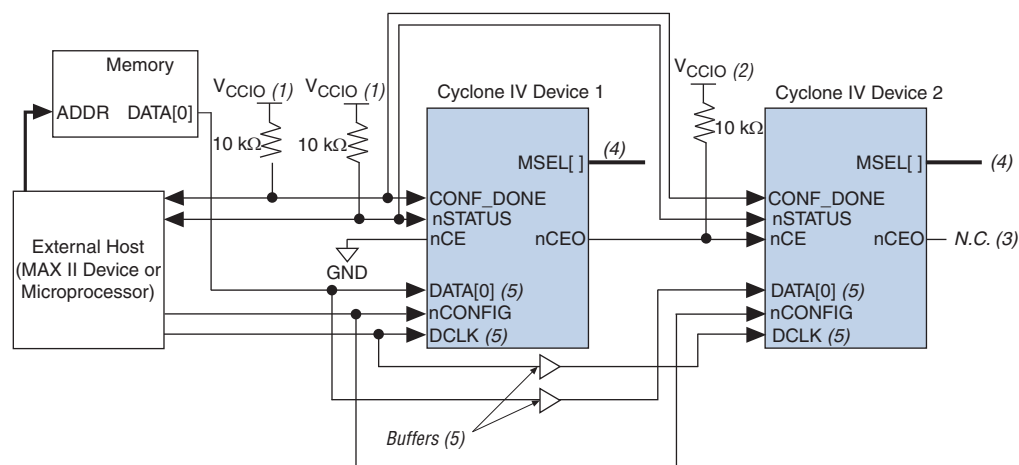 Memory
ADDR DATA[0]
VCCIO (1)
10 kΩ
VCCIO (1)
10 kΩ
Cyclone IV Device 1
MSEL[ ]
(4)
CONF_DONE
nSTATUS
nCE
nCEO
DATA[0] (5)
nCONFIG
DCLK (5)
GND
VCCIO (2)
10 kΩ
Cyclone IV Device 2
MSEL[ ]
(4)
CONF_DONE
nSTATUS
nCE
nCEO
N.C. (3)
DATA[0] (5)
nCONFIG
DCLK (5)
External Host
(MAX II Device or
Microprocessor)
Buffers (5)